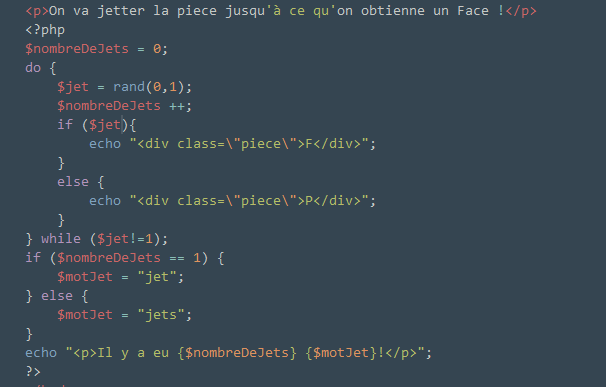 <p>On va jetter la piece jusqu'à ce qu'on obtienne un Face !</p>
<?php
$nombreDeJets = 0;
do {
    $jet = rand(0,1);
    $nombreDeJets ++;
    if ($jet){
        echo "<div class=\"piece\">F</div>";
    }
    else {
        echo "<div class=\"piece\">P</div>";
    }
} while ($jet!=1);
if ($nombreDeJets == 1) {
    $motJet = "jet";
} else {
    $motJet = "jets";
}
echo "<p>Il y a eu {$nombreDeJets} {$motJet}!</p>";
?>